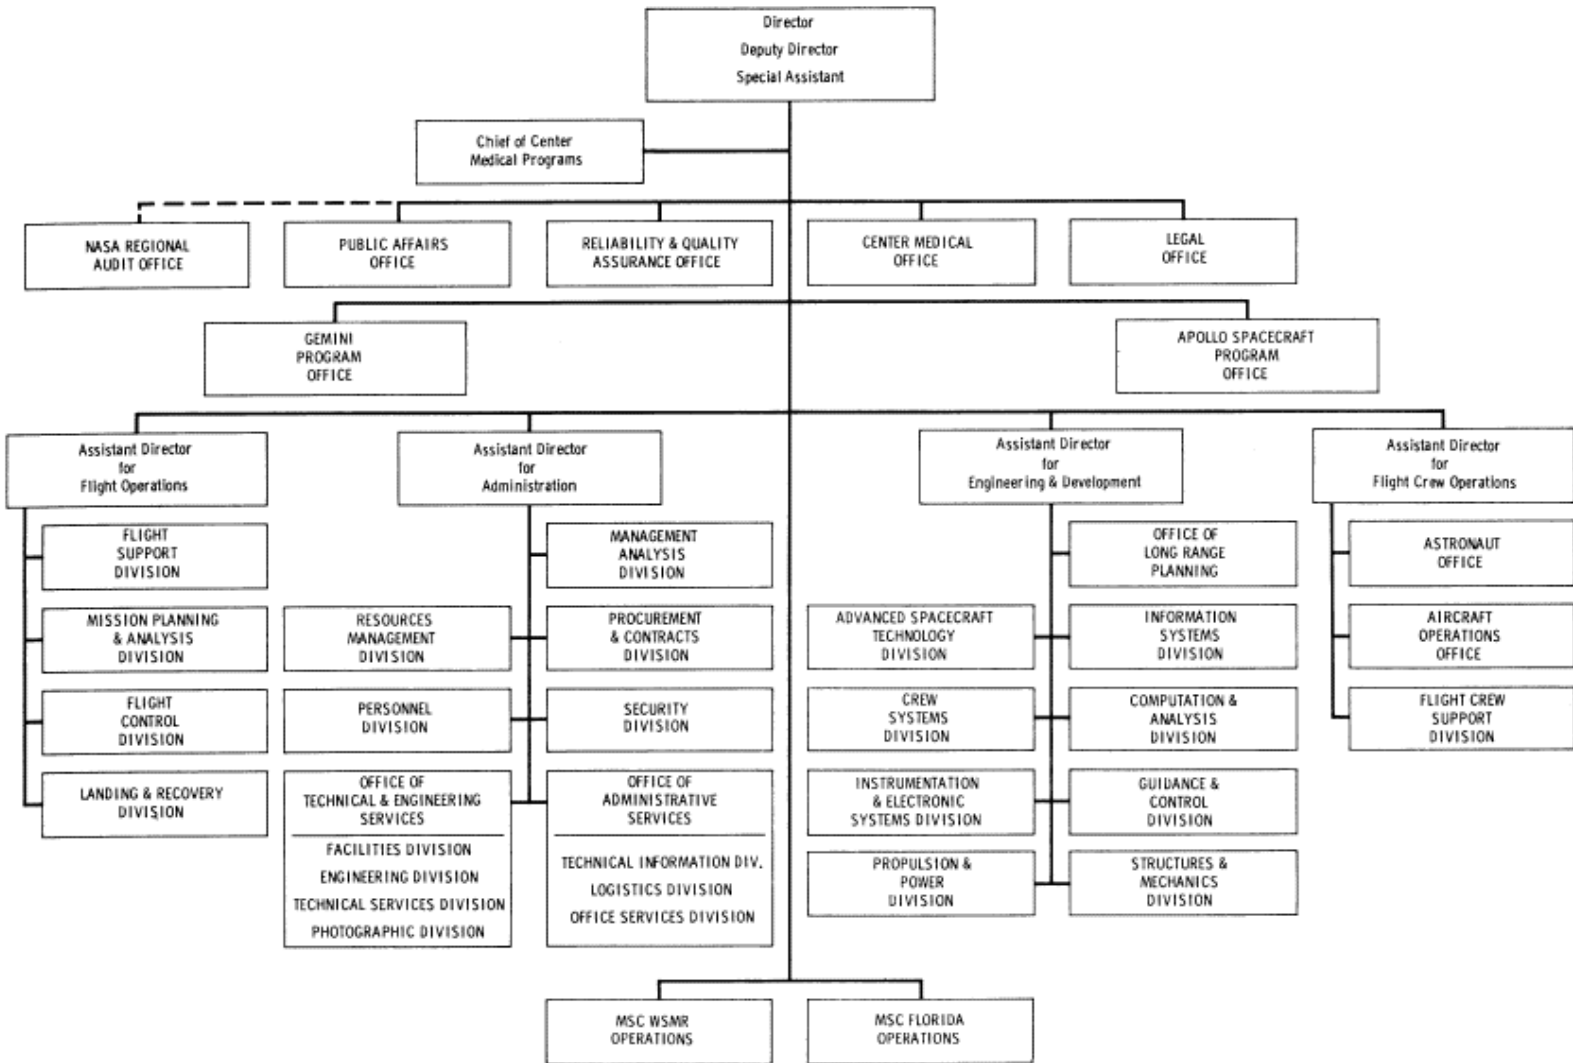 Director
Deputy Director
Special Assistant
Chief of Center
Medical Programs
NASA REGIONAL
AUDIT OFFICE
PUBLIC AFFAIRS
OFFICE
RELIABILITY & QUALITY
ASSURANCE OFFICE
CENTER MEDICAL
OFFICE
LEGAL
OFFICE
GEMINI
PROGRAM
OFFICE
APOLLO SPACECRAFT
PROGRAM
OFFICE
Assistant Director
for
Flight Operations
Assistant Director
for
Administration
Assistant Director
for
Engineering & Development
Assistant Director
for
Flight Crew Operations
FLIGHT
SUPPORT
DIVISION
MISSION PLANNING
& ANALYSIS
DIVISION
FLIGHT
CONTROL
DIVISION
LANDING & RECOVERY
DIVISION
MANAGEMENT
ANALYSIS
DIVISION
RESOURCES
MANAGEMENT
DIVISION
PROCUREMENT
& CONTRACTS
DIVISION
PERSONNEL
DIVISION
SECURITY
DIVISION
OFFICE OF
TECHNICAL & ENGINEERING
SERVICES
FACILITIES DIVISION
ENGINEERING DIVISION
TECHNICAL SERVICES DIVISION
PHOTOGRAPHIC DIVISION
OFFICE OF
ADMINISTRATIVE
SERVICES
TECHNICAL INFORMATION DIV.
LOGISTICS DIVISION
OFFICE SERVICES DIVISION
OFFICE OF
LONG RANGE
PLANNING
ADVANCED SPACECRAFT
TECHNOLOGY
DIVISION
INFORMATION
SYSTEMS
DIVISION
CREW
SYSTEMS
DIVISION
COMPUTATION &
ANALYSIS
DIVISION
INSTRUMENTATION
& ELECTRONIC
SYSTEMS DIVISION
GUIDANCE &
CONTROL
DIVISION
PROPULSION &
POWER
DIVISION
STRUCTURES &
MECHANICS
DIVISION
ASTRONAUT
OFFICE
AIRCRAFT
OPERATIONS
OFFICE
FLIGHT CREW
SUPPORT
DIVISION
MSC WSMR
OPERATIONS
MSC FLORIDA
OPERATIONS